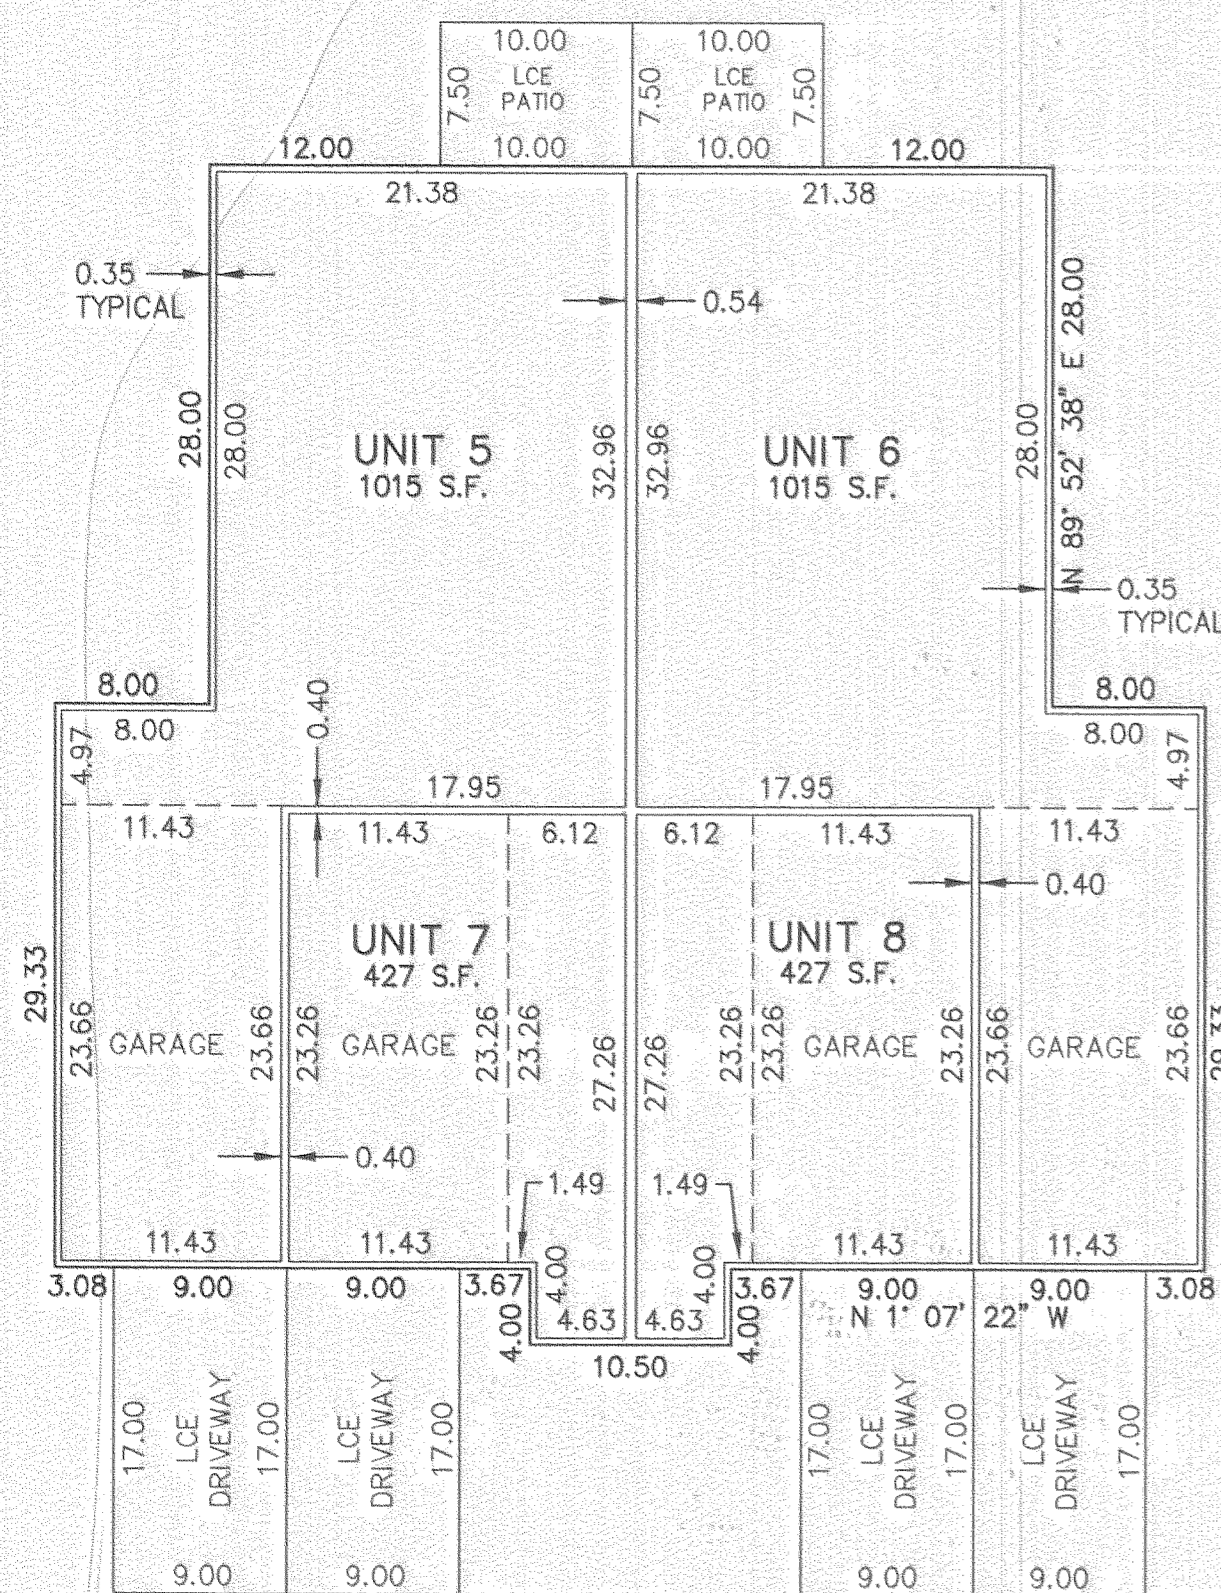 10.00
10.00
7.50
LCE
PATIO
7.50
LCE
PATIO
7.50
12.00
10.00
10.00
12.00
21.38
21.38
0.35
TYPICAL
0.54
N 89° 52' 38" E 28.00
28.00
28.00
UNIT 5
1015 S.F.
32.96
32.96
UNIT 6
1015 S.F.
28.00
0.35
TYPICAL
8.00
8.00
0.40
8.00
8.00
4.97
4.97
17.95
17.95
11.43
11.43
6.12
6.12
11.43
11.43
0.40
UNIT 7
427 S.F.
UNIT 8
427 S.F.
29.33
23.66
GARAGE
23.66
23.26
GARAGE
23.26
23.26
27.26
27.26
23.26
23.26
GARAGE
23.26
23.66
GARAGE
23.66
29.33
0.40
1.49
1.49
11.43
11.43
11.43
11.43
3.08
9.00
9.00
3.67
4.00
4.00
4.63
4.63
4.00
4.00
3.67
9.00
9.00
3.08
N 1° 07' 22" W
10.50
17.00
LCE
DRIVEWAY
17.00
LCE
DRIVEWAY
17.00
17.00
LCE
DRIVEWAY
17.00
LCE
DRIVEWAY
17.00
9.00
9.00
9.00
9.00